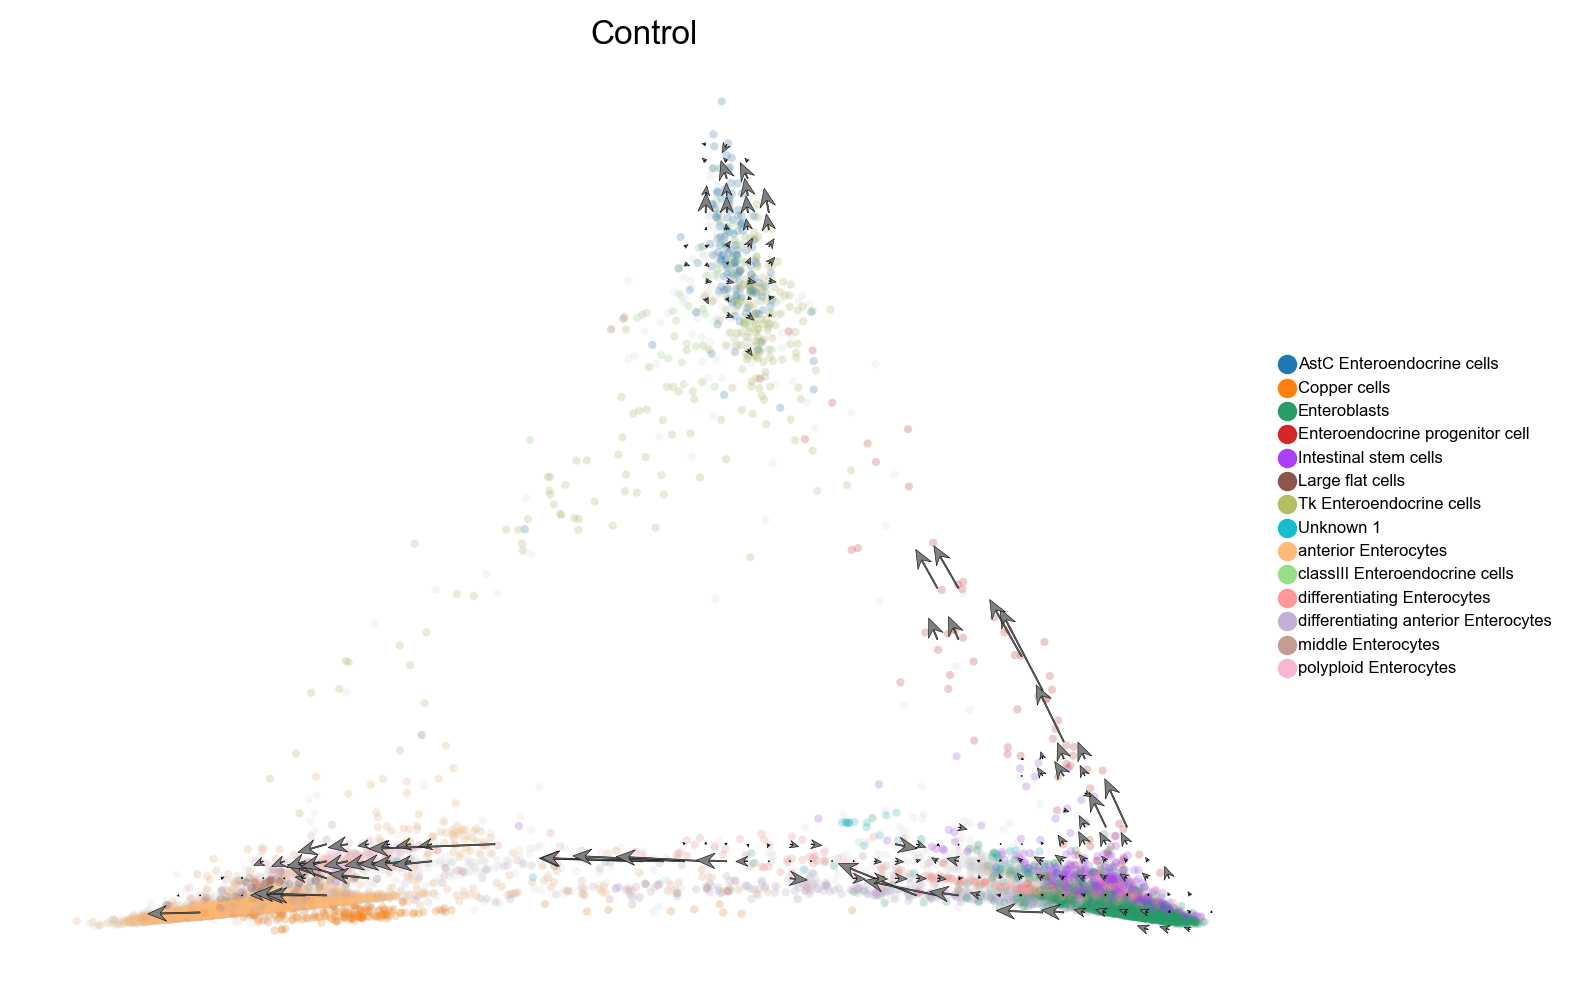 Control
AstC Enteroendocrine cells
Copper cells
Enteroblasts
Enteroendocrine progenitor cell
Intestinal stem cells
Large flat cells
Tk Enteroendocrine cells
Unknown 1
anterior Enterocytes
classIII Enteroendocrine cells
differentiating Enterocytes
differentiating anterior Enterocytes
middle Enterocytes
polyploid Enterocytes